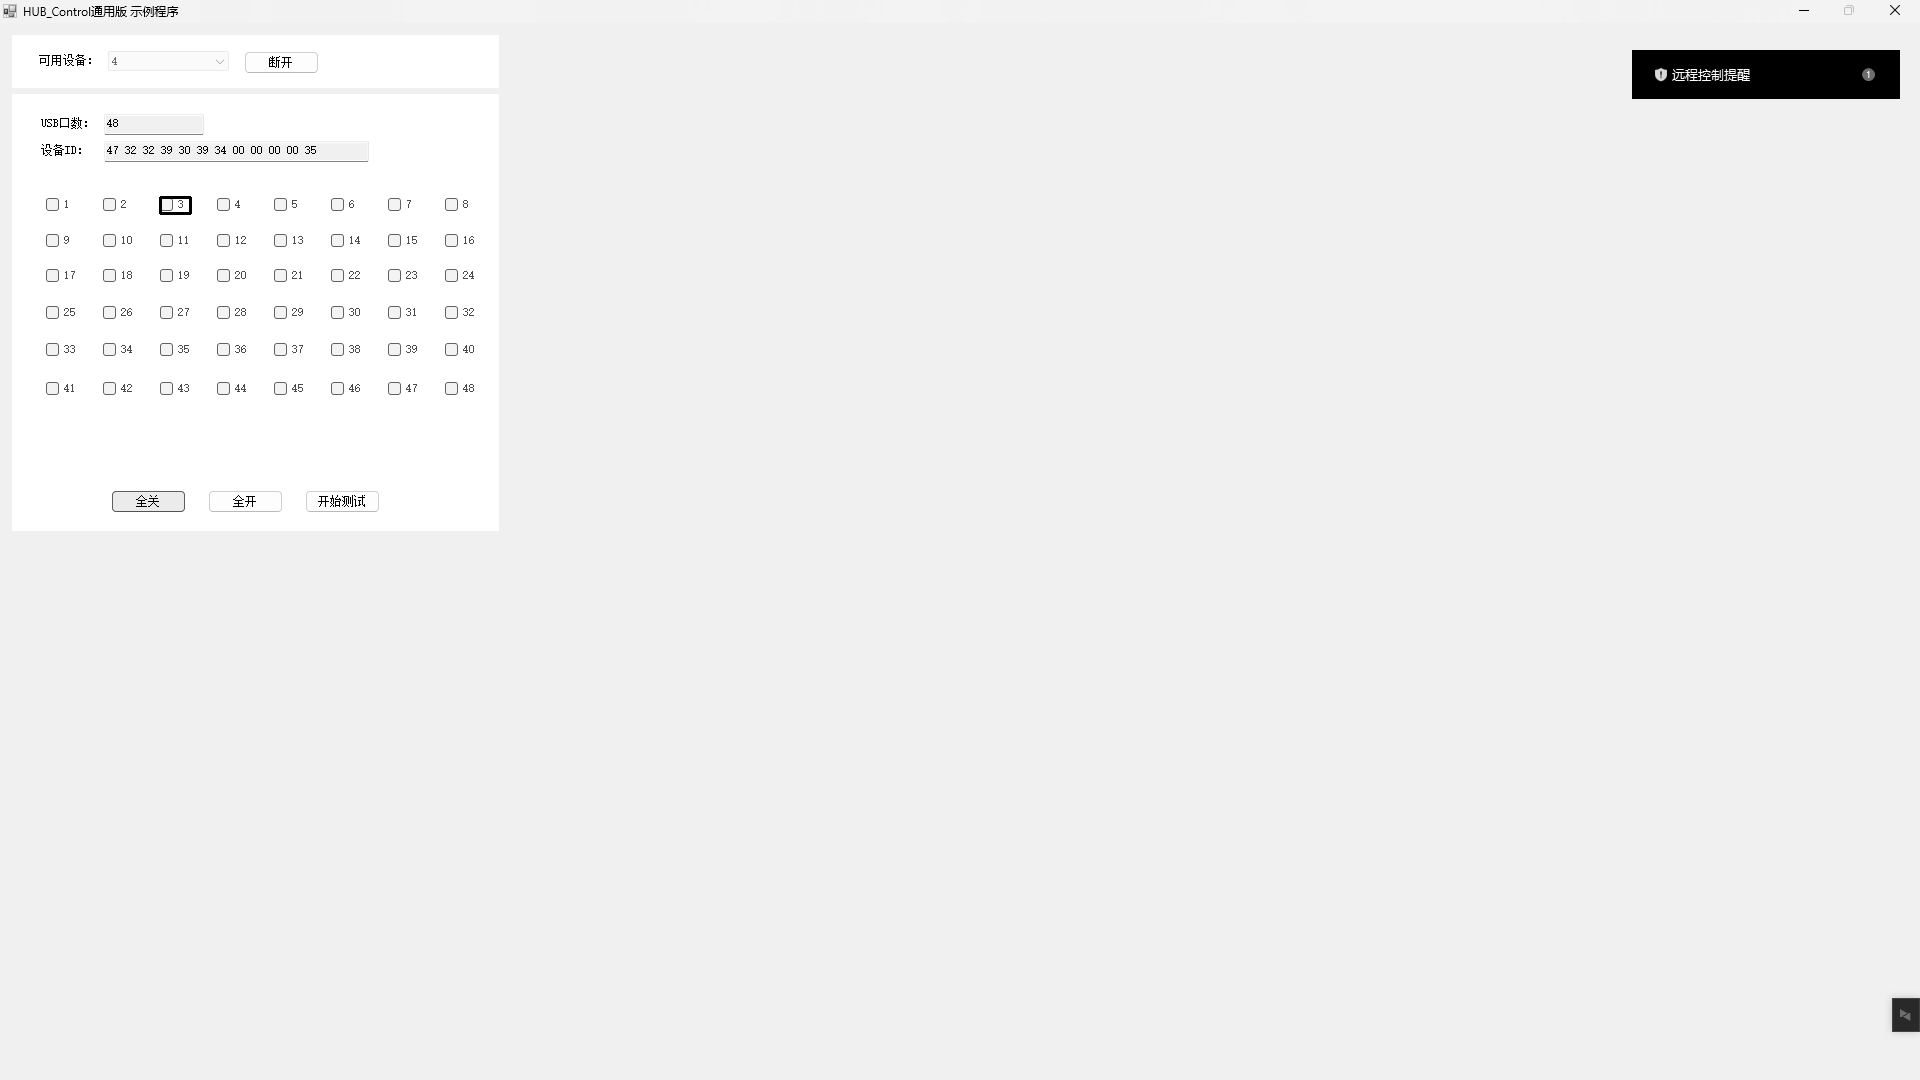 HUB_Control通用版 示例程序
可用设备： 4 断开
远程控制提醒 1
USB口数： 48
设备ID： 47 32 32 39 30 39 34 00 00 00 00 35
1 2 3 4 5 6 7 8
9 10 11 12 13 14 15 16
17 18 19 20 21 22 23 24
25 26 27 28 29 30 31 32
33 34 35 36 37 38 39 40
41 42 43 44 45 46 47 48
全关 全开 开始测试